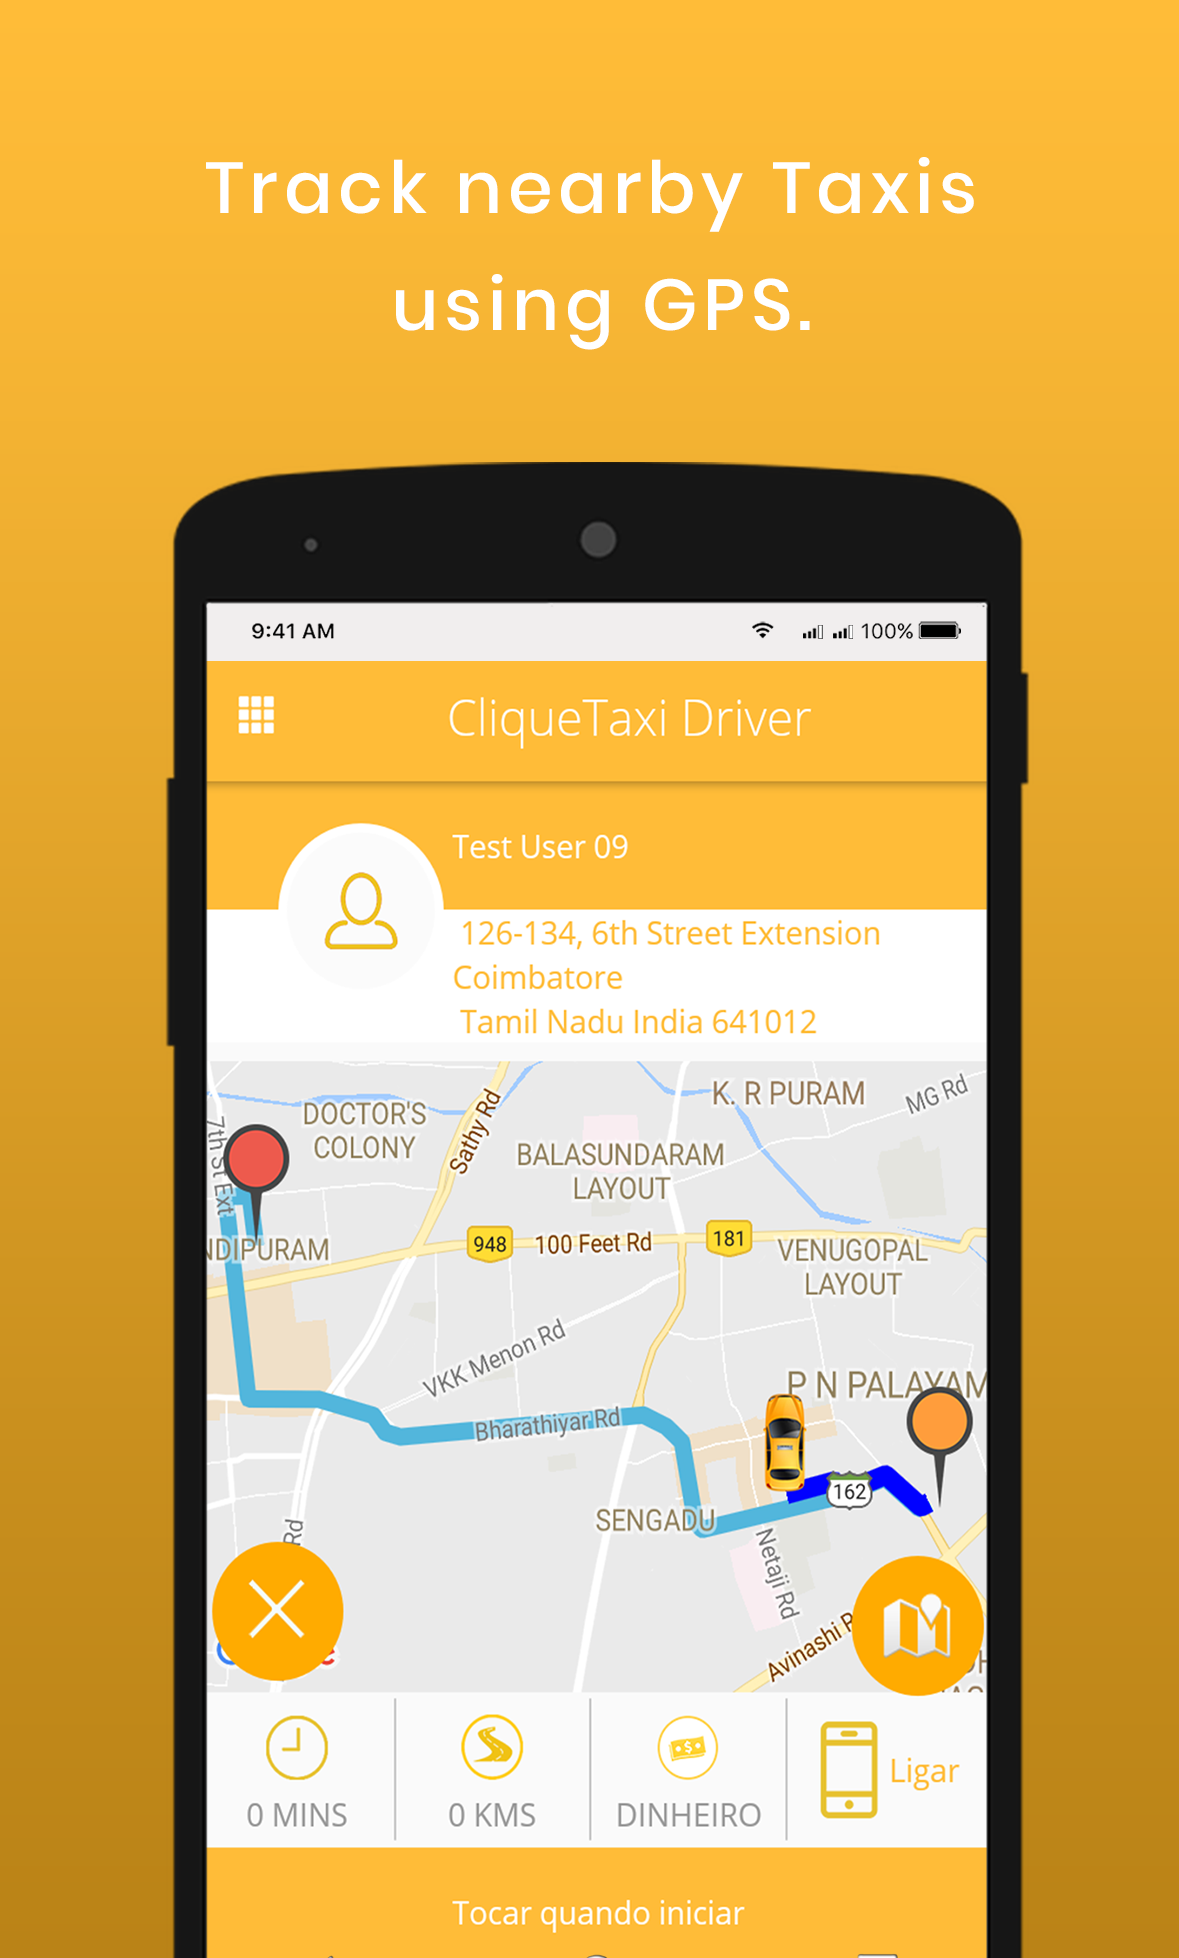 Track nearby Taxis
using GPS.
9:41 AM
100%
CliqueTaxi Driver
Test User 09
126-134, 6th Street Extension
Coimbatore
Tamil Nadu India 641012
K. R PURAM
MG Rd
DOCTOR'S
COLONY
Sathy Rd
7th St Ext
BALASUNDARAM
LAYOUT
NDIPURAM
948
100 Feet Rd
181
VENUGOPAL
LAYOUT
VKK Menon Rd
P N PALAYAM
Bharathiyar Rd
162
SENGADU
Rd
Netaji Rd
Avinashi R
0 MINS
0 KMS
DINHEIRO
Ligar
Tocar quando iniciar